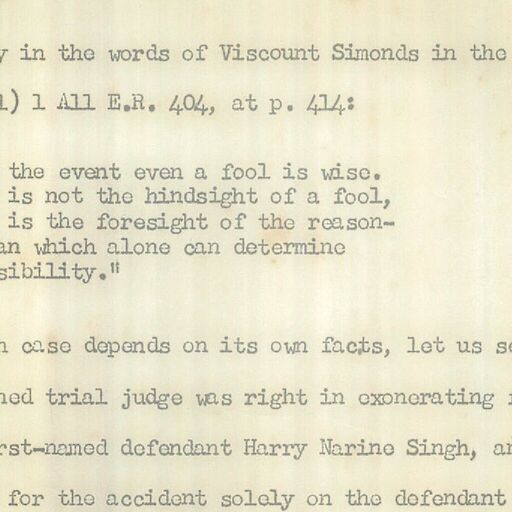 y in the words of Viscount Simonds in the
1) 1 All E.R. 404, at p. 414:
the event even a fool is wise.
is not the hindsight of a fool,
is the foresight of the reason-
an which alone can determine
sibility."
h case depends on its own facts, let us se
ned trial judge was right in exonerating
rst-named defendant Harry Narine Singh, an
for the accident solely on the defendant